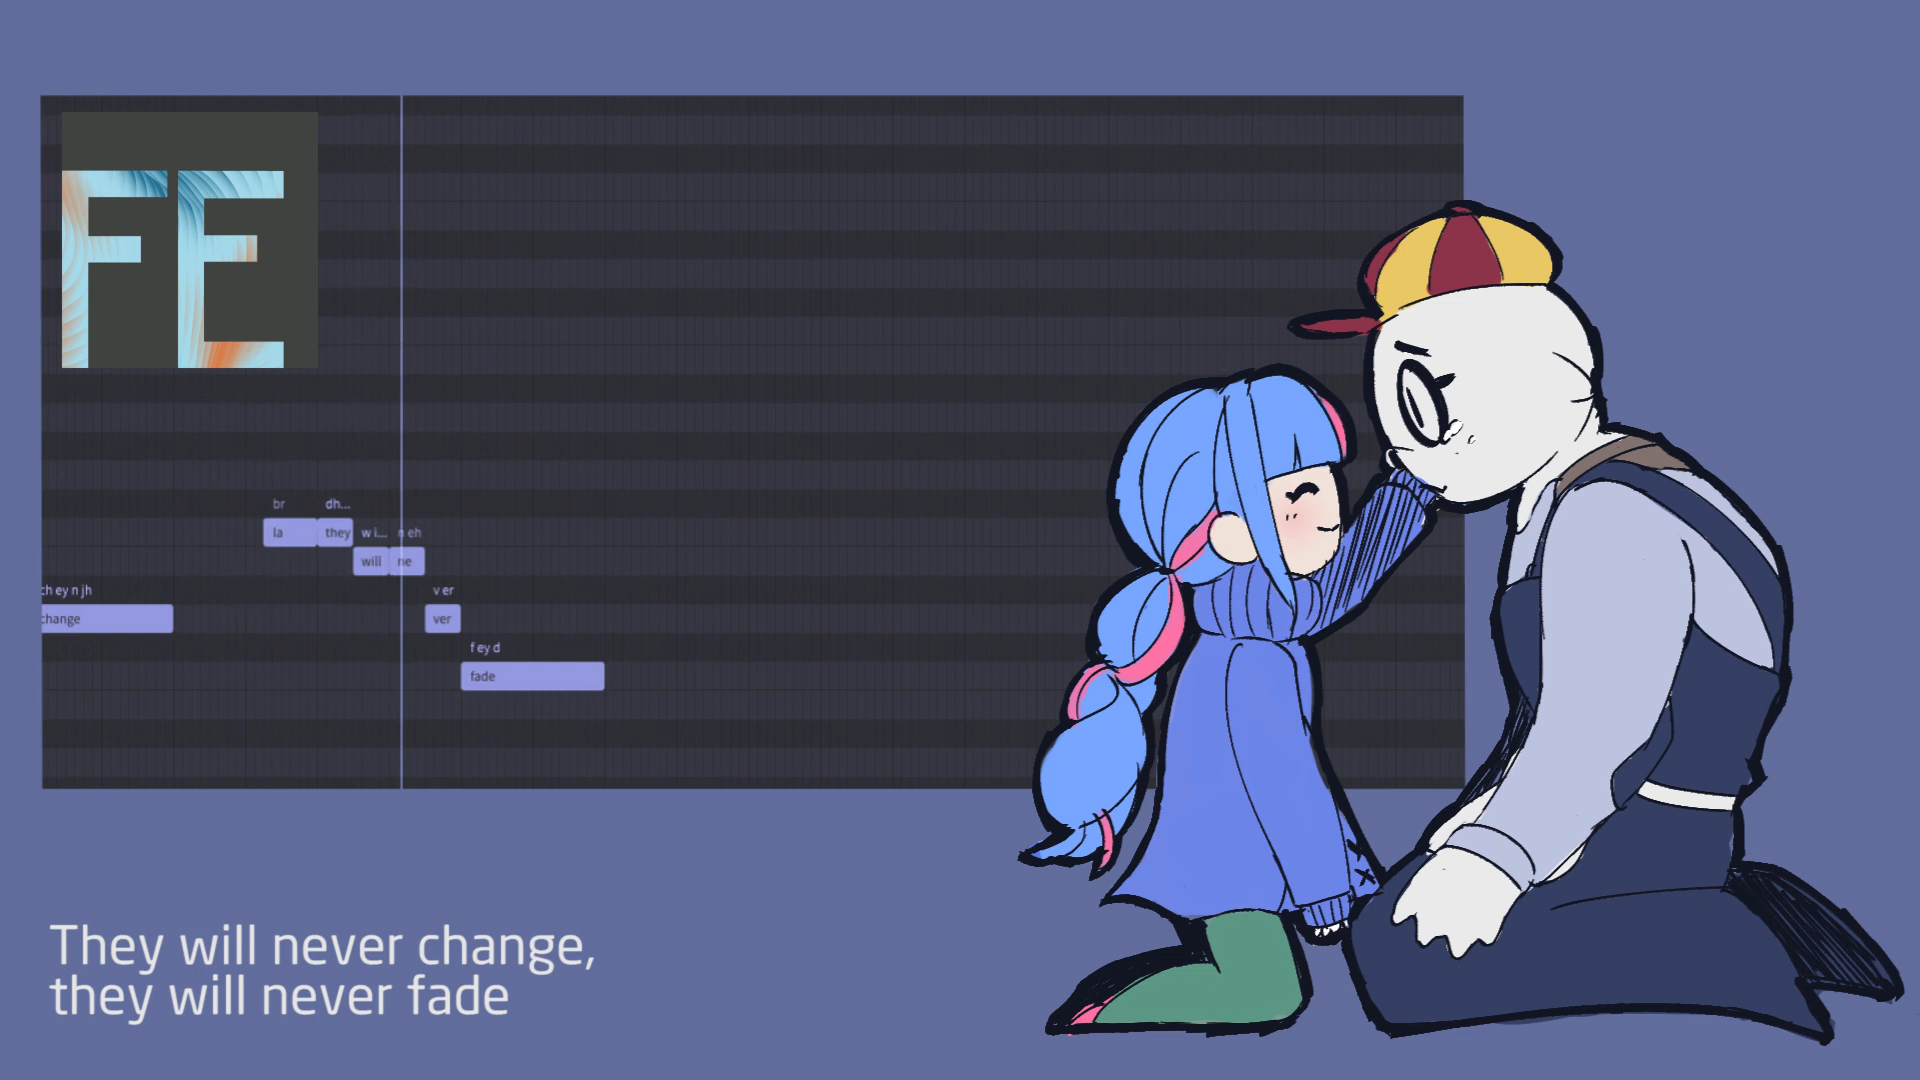 FE
br dh...
la they w i... n eh
will ne
ch ey n jh v er
change ver
f ey d
fade
They will never change,
they will never fade